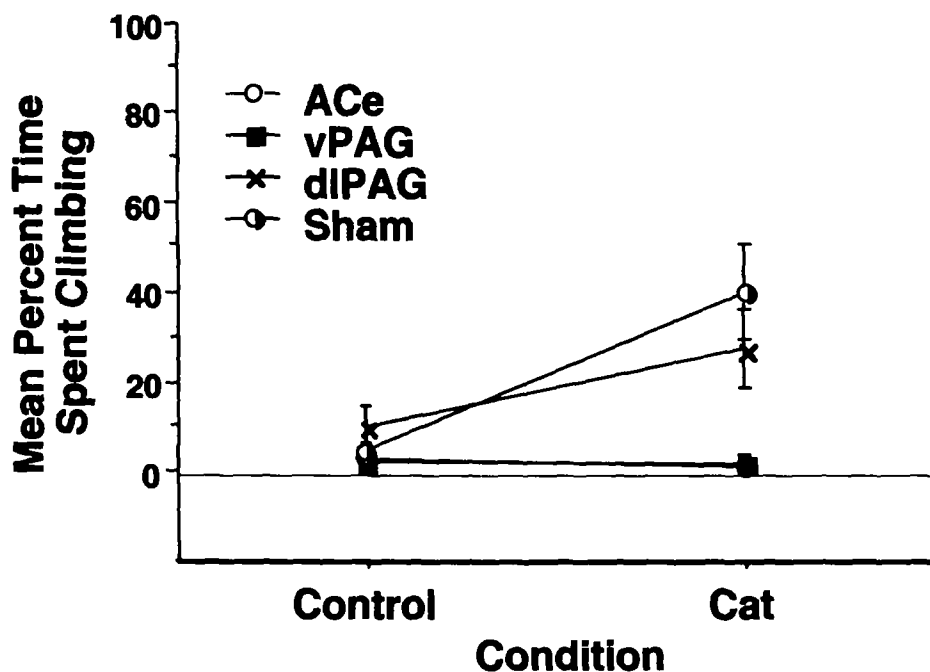 Mean Percent Time
Spent Climbing
100
80
60
40
20
0
ACe
vPAG
dlPAG
Sham
Control
Cat
Condition